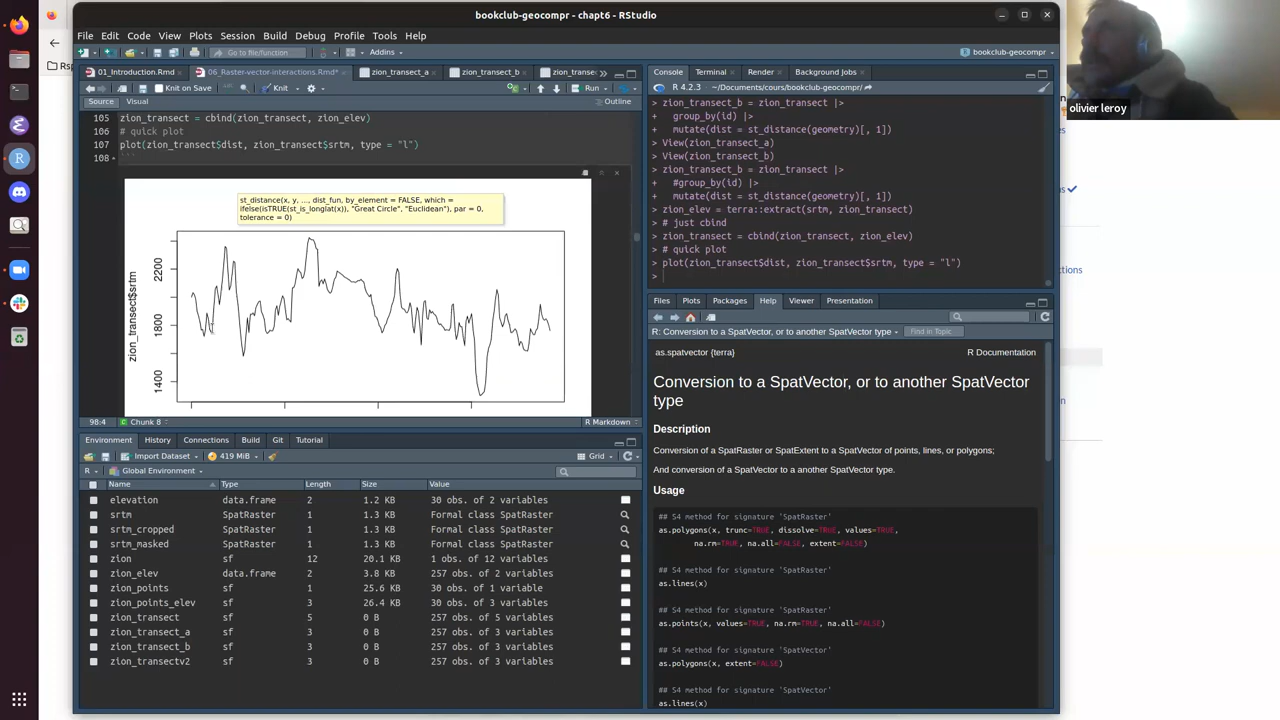 bookclub-geocompr - chapt6 - RStudio
File Edit Code View Plots Session Build Debug Profile Tools Help
Go to file/function Addins bookclub-geocompr
01_Introduction.Rmd 06_Raster-vector-interactions.Rmd* zion_transect_a zion_transect_b zion_transec
Knit on Save Knit Run
Source Visual Outline
105 zion_transect = cbind(zion_transect, zion_elev)
106 # quick plot
107 plot(zion_transect$dist, zion_transect$srtm, type = "l")
108 ```
st_distance(x, y, ..., dist_fun, by_element = FALSE, which =
ifelse(isTRUE(st_is_longlat(x)), "Great Circle", "Euclidean"), par = 0,
tolerance = 0)
zion_transect$srtm
2200
1800
1400
98:4 Chunk 8 R Markdown
Environment History Connections Build Git Tutorial
Import Dataset 419 MiB Grid
R Global Environment
Name Type Length Size Value
elevation data.frame 2 1.2 KB 30 obs. of 2 variables
srtm SpatRaster 1 1.3 KB Formal class SpatRaster
srtm_cropped SpatRaster 1 1.3 KB Formal class SpatRaster
srtm_masked SpatRaster 1 1.3 KB Formal class SpatRaster
zion sf 12 20.1 KB 1 obs. of 12 variables
zion_elev data.frame 2 3.8 KB 257 obs. of 2 variables
zion_points sf 1 25.6 KB 30 obs. of 1 variable
zion_points_elev sf 3 26.4 KB 30 obs. of 3 variables
zion_transect sf 5 0 B 257 obs. of 5 variables
zion_transect_a sf 3 0 B 257 obs. of 3 variables
zion_transect_b sf 3 0 B 257 obs. of 3 variables
zion_transectv2 sf 3 0 B 257 obs. of 3 variables
Console Terminal Render Background Jobs
R 4.2.3 · ~/Documents/cours/bookclub-geocompr/
> zion_transect_b = zion_transect |>
+ group_by(id) |>
+ mutate(dist = st_distance(geometry)[, 1])
> View(zion_transect_a)
> View(zion_transect_b)
> zion_transect_b = zion_transect |>
+ #group_by(id) |>
+ mutate(dist = st_distance(geometry)[, 1])
> zion_elev = terra::extract(srtm, zion_transect)
> # just cbind
> zion_transect = cbind(zion_transect, zion_elev)
> # quick plot
> plot(zion_transect$dist, zion_transect$srtm, type = "l")
>
Files Plots Packages Help Viewer Presentation
R: Conversion to a SpatVector, or to another SpatVector type Find in Topic
as.spatvector {terra} R Documentation
Conversion to a SpatVector, or to another SpatVector
type
Description
Conversion of a SpatRaster or SpatExtent to a SpatVector of points, lines, or polygons;
And conversion of a SpatVector to a another SpatVector type.
Usage
## S4 method for signature 'SpatRaster'
as.polygons(x, trunc=TRUE, dissolve=TRUE, values=TRUE,
na.rm=TRUE, na.all=FALSE, extent=FALSE)
## S4 method for signature 'SpatRaster'
as.lines(x)
## S4 method for signature 'SpatRaster'
as.points(x, values=TRUE, na.rm=TRUE, na.all=FALSE)
## S4 method for signature 'SpatVector'
as.polygons(x, extent=FALSE)
## S4 method for signature 'SpatVector'
as.lines(x)
olivier leroy